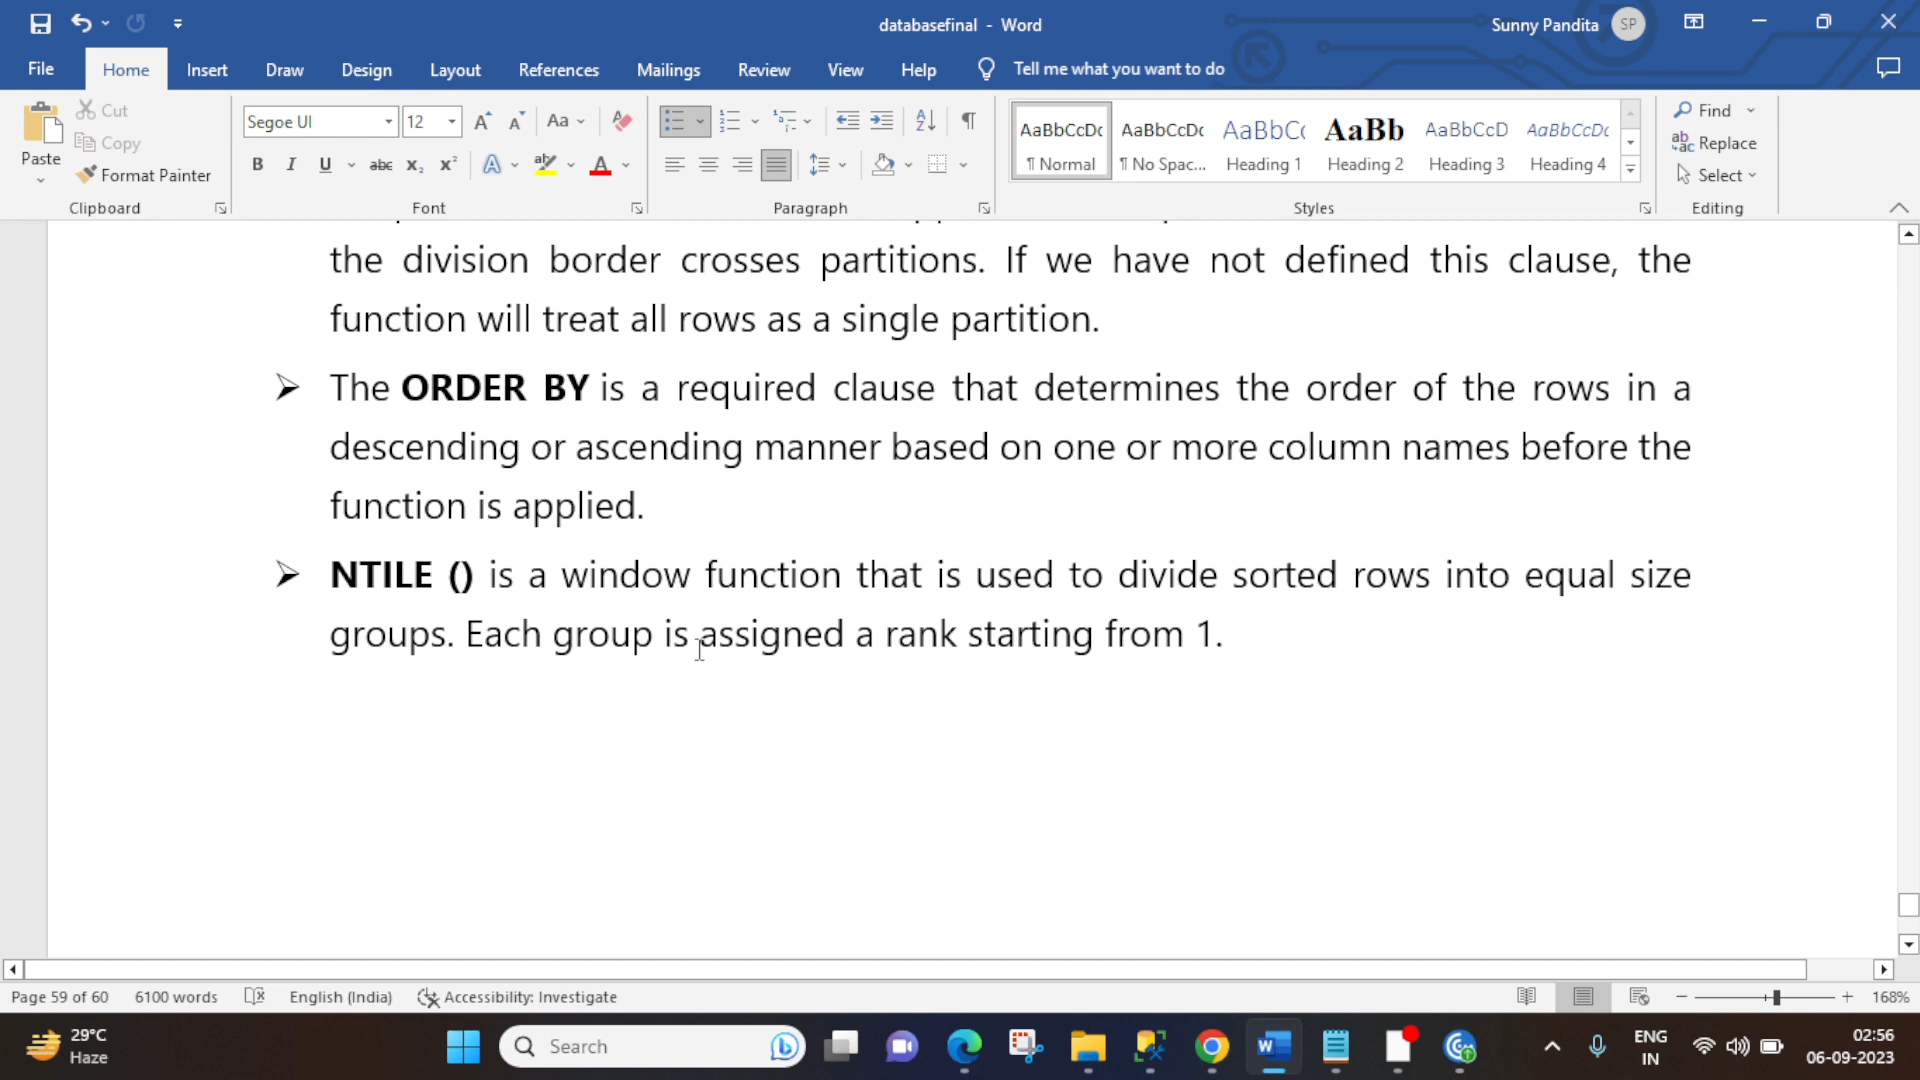 databasefinal - Word
Sunny Pandita
SP
File
Home
Insert
Draw
Design
Layout
References
Mailings
Review
View
Help
Tell me what you want to do
Paste
Cut
Copy
Format Painter
Clipboard
Segoe UI
12
Aa
B I U abc x₂ x² A A
Font
Paragraph
AaBbCcDc
¶ Normal
AaBbCcDc
¶ No Spac...
AaBbC
Heading 1
AaBb
Heading 2
AaBbCcD
Heading 3
AaBbCcDc
Heading 4
Styles
Find
Replace
Select
Editing
the division border crosses partitions. If we have not defined this clause, the
function will treat all rows as a single partition.
➢ The ORDER BY is a required clause that determines the order of the rows in a
descending or ascending manner based on one or more column names before the
function is applied.
➢ NTILE () is a window function that is used to divide sorted rows into equal size
groups. Each group is assigned a rank starting from 1.
Page 59 of 60
6100 words
English (India)
Accessibility: Investigate
168%
29°C
Haze
Search
ENG
IN
02:56
06-09-2023